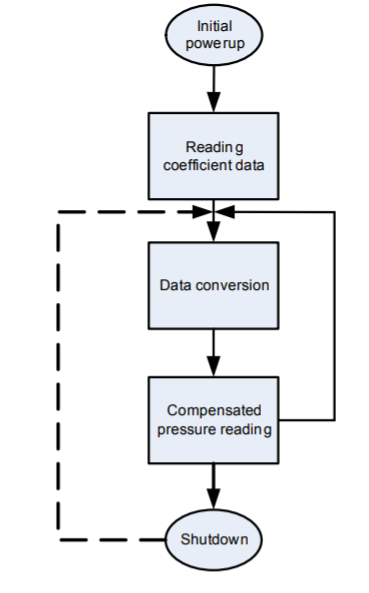 Initial
powerup
Reading
coefficient data
Data conversion
Compensated
pressure reading
Shutdown